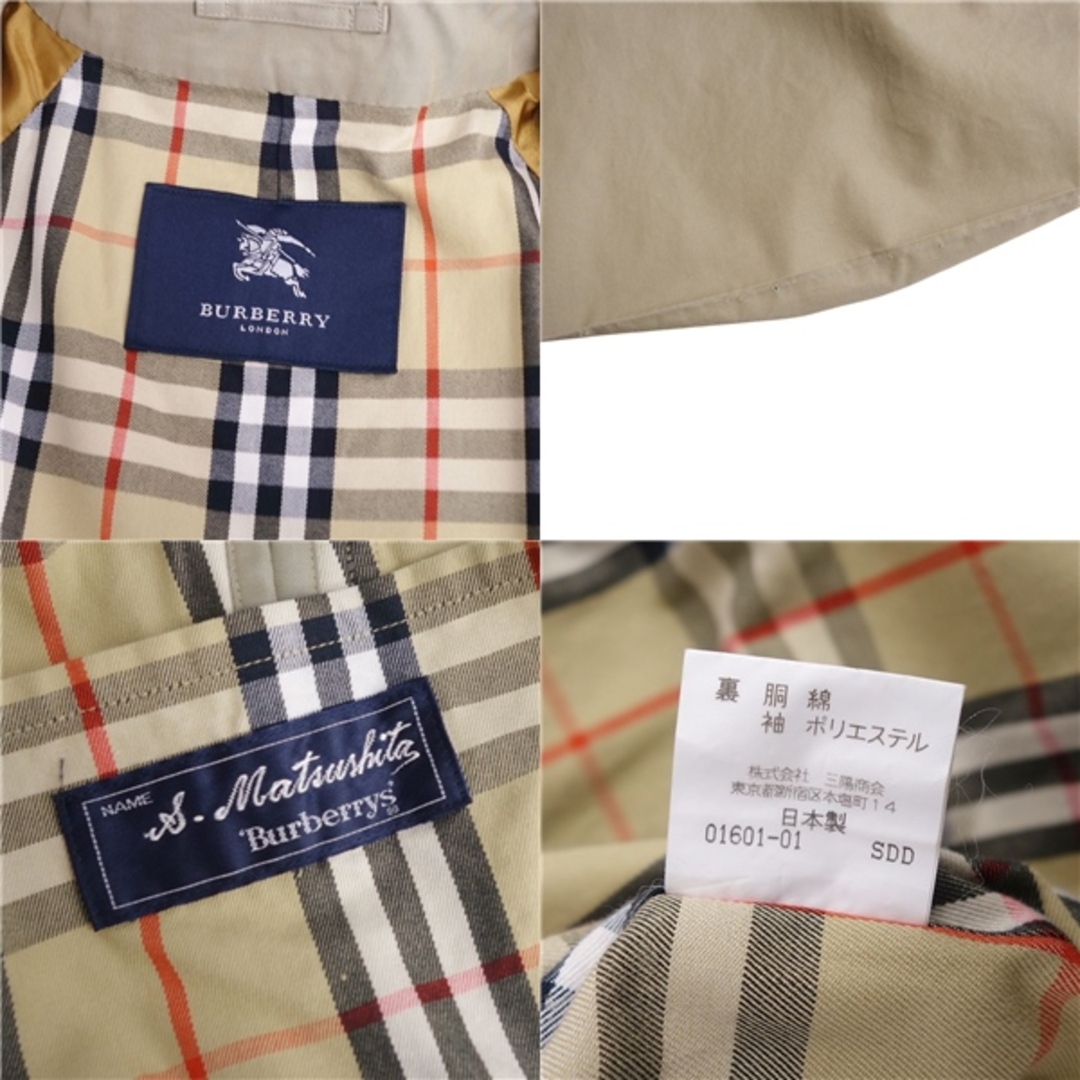 BURBERRY
LONDON
NAME
S. Matsushita
Burberrys
裏 胴 綿
袖 ポリエステル
株式会社 三陽商会
東京都新宿区本塩町14
日本製
01601-01 SDD